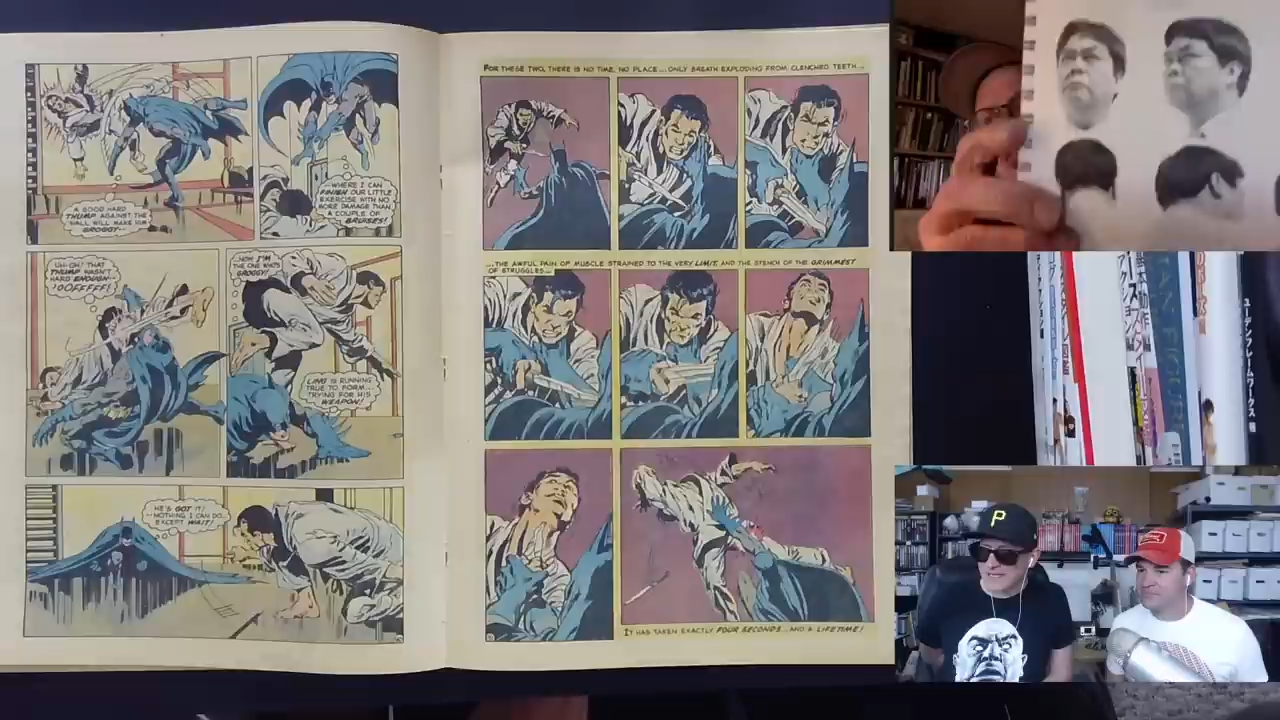 A GOOD HARD
THUMP AGAINST THE
WALL WILL MAKE HIM
GROGGY--
--WHERE I CAN
FINISH OUR LITTLE
EXERCISE WITH NO
MORE DAMAGE THAN
A COUPLE OF
BRUISES!
UH-OH! THAT
THUMP WASN'T
HARD ENOUGH--
!OOFFFFF!
NOW I'M
THE ONE WHO'S
GROGGY!
LING IS RUNNING
TRUE TO FORM...
TRYING FOR HIS
WEAPON!
HE'S GOT IT!
--NOTHING I CAN DO...
EXCEPT WAIT!
FOR THESE TWO, THERE IS NO TIME, NO PLACE... ONLY BREATH EXPLODING FROM CLENCHED TEETH...
...THE AWFUL PAIN OF MUSCLE STRAINED TO THE VERY LIMIT AND THE STENCH OF THE GRIMMEST
OF STRUGGLES...
IT HAS TAKEN EXACTLY FOUR SECONDS... AND A LIFETIME!
P